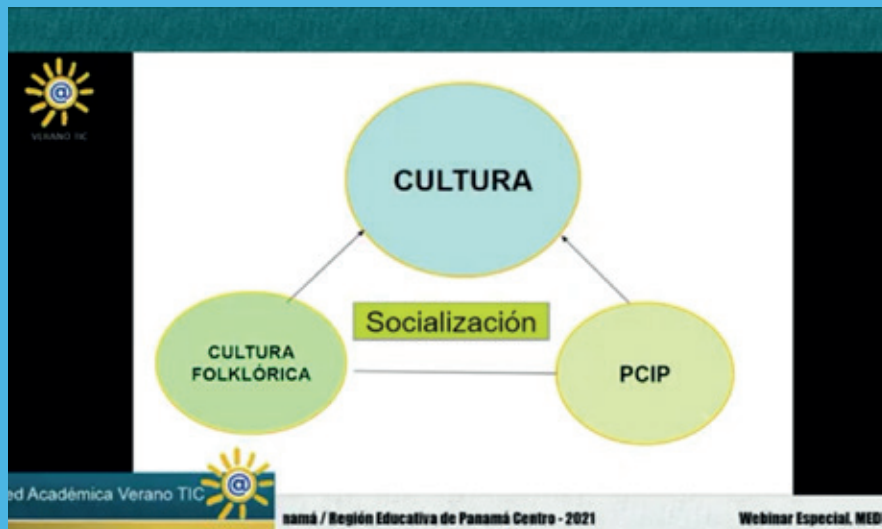 @
VERANO TIC
CULTURA
Socialización
CULTURA
FOLKLÓRICA
PCIP
ed Académica Verano TIC
@
namá / Región Educativa de Panamá Centro - 2021
Webinar Especial, MED